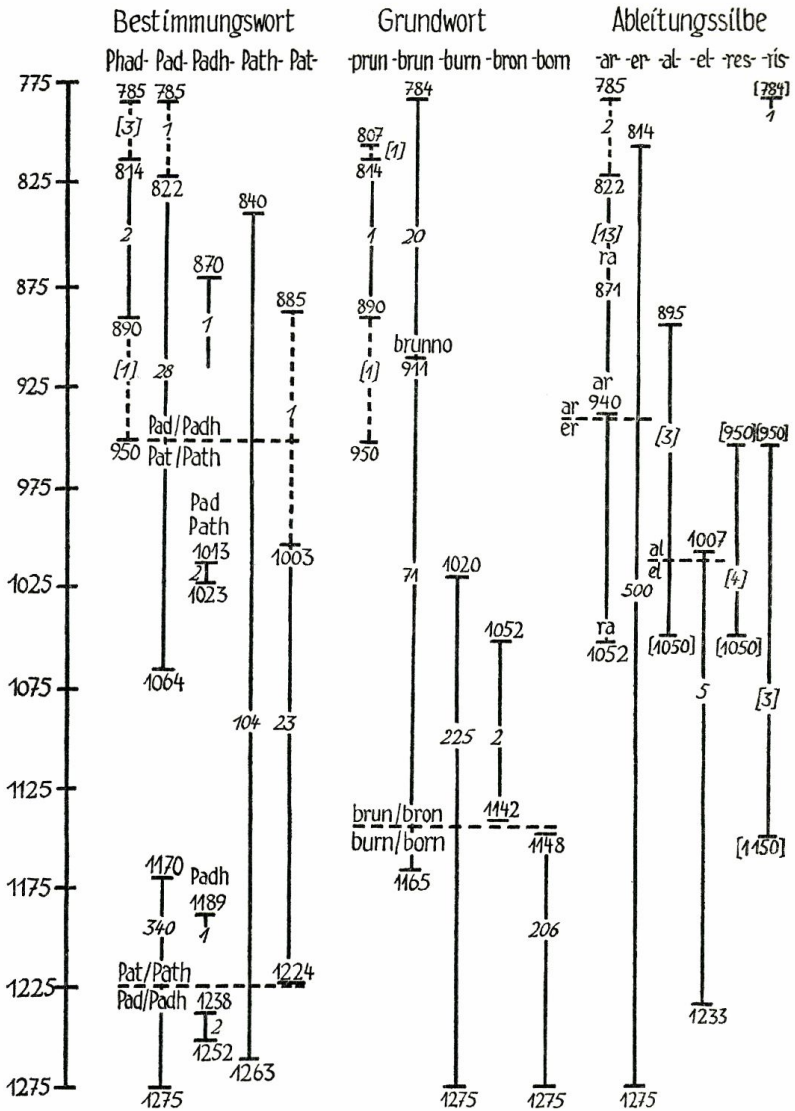 Bestimmungswort Grundwort Ableitungssilbe
Phad- Pad- Padh- Path- Pat- -prun -brun -burn -bron -born -ar- -er- -al- -el- -res- -ris-
775
785 785 784 785 [784]
[3] 1 807 [1] 2 814 1
814 814
825 822 822
840
2 1 20 [13]
ra
870
875 871
885
1
890 890 895
brunno
911
[1] 28 [1]
925
1 ar
940
ar
er
[3]
950 950 [950] [950]
Pad/Padh
Pat/Path
975
Pad
Path
1003 1007
1013
al
el
2 71 1020 500 [4]
1025 1023
ra
1052 1052 [1050] [1050]
1064
1075 5 [3]
104 23 225 2
1125
1142
brun/bron
burn/born
1148 [1150]
1165
1170 Padh
1175
1189
340 1 206
Pat/Path 1224
1225
Pad/Padh 1238 1233
2
1252
1263
1275
1275 1275 1275 1275